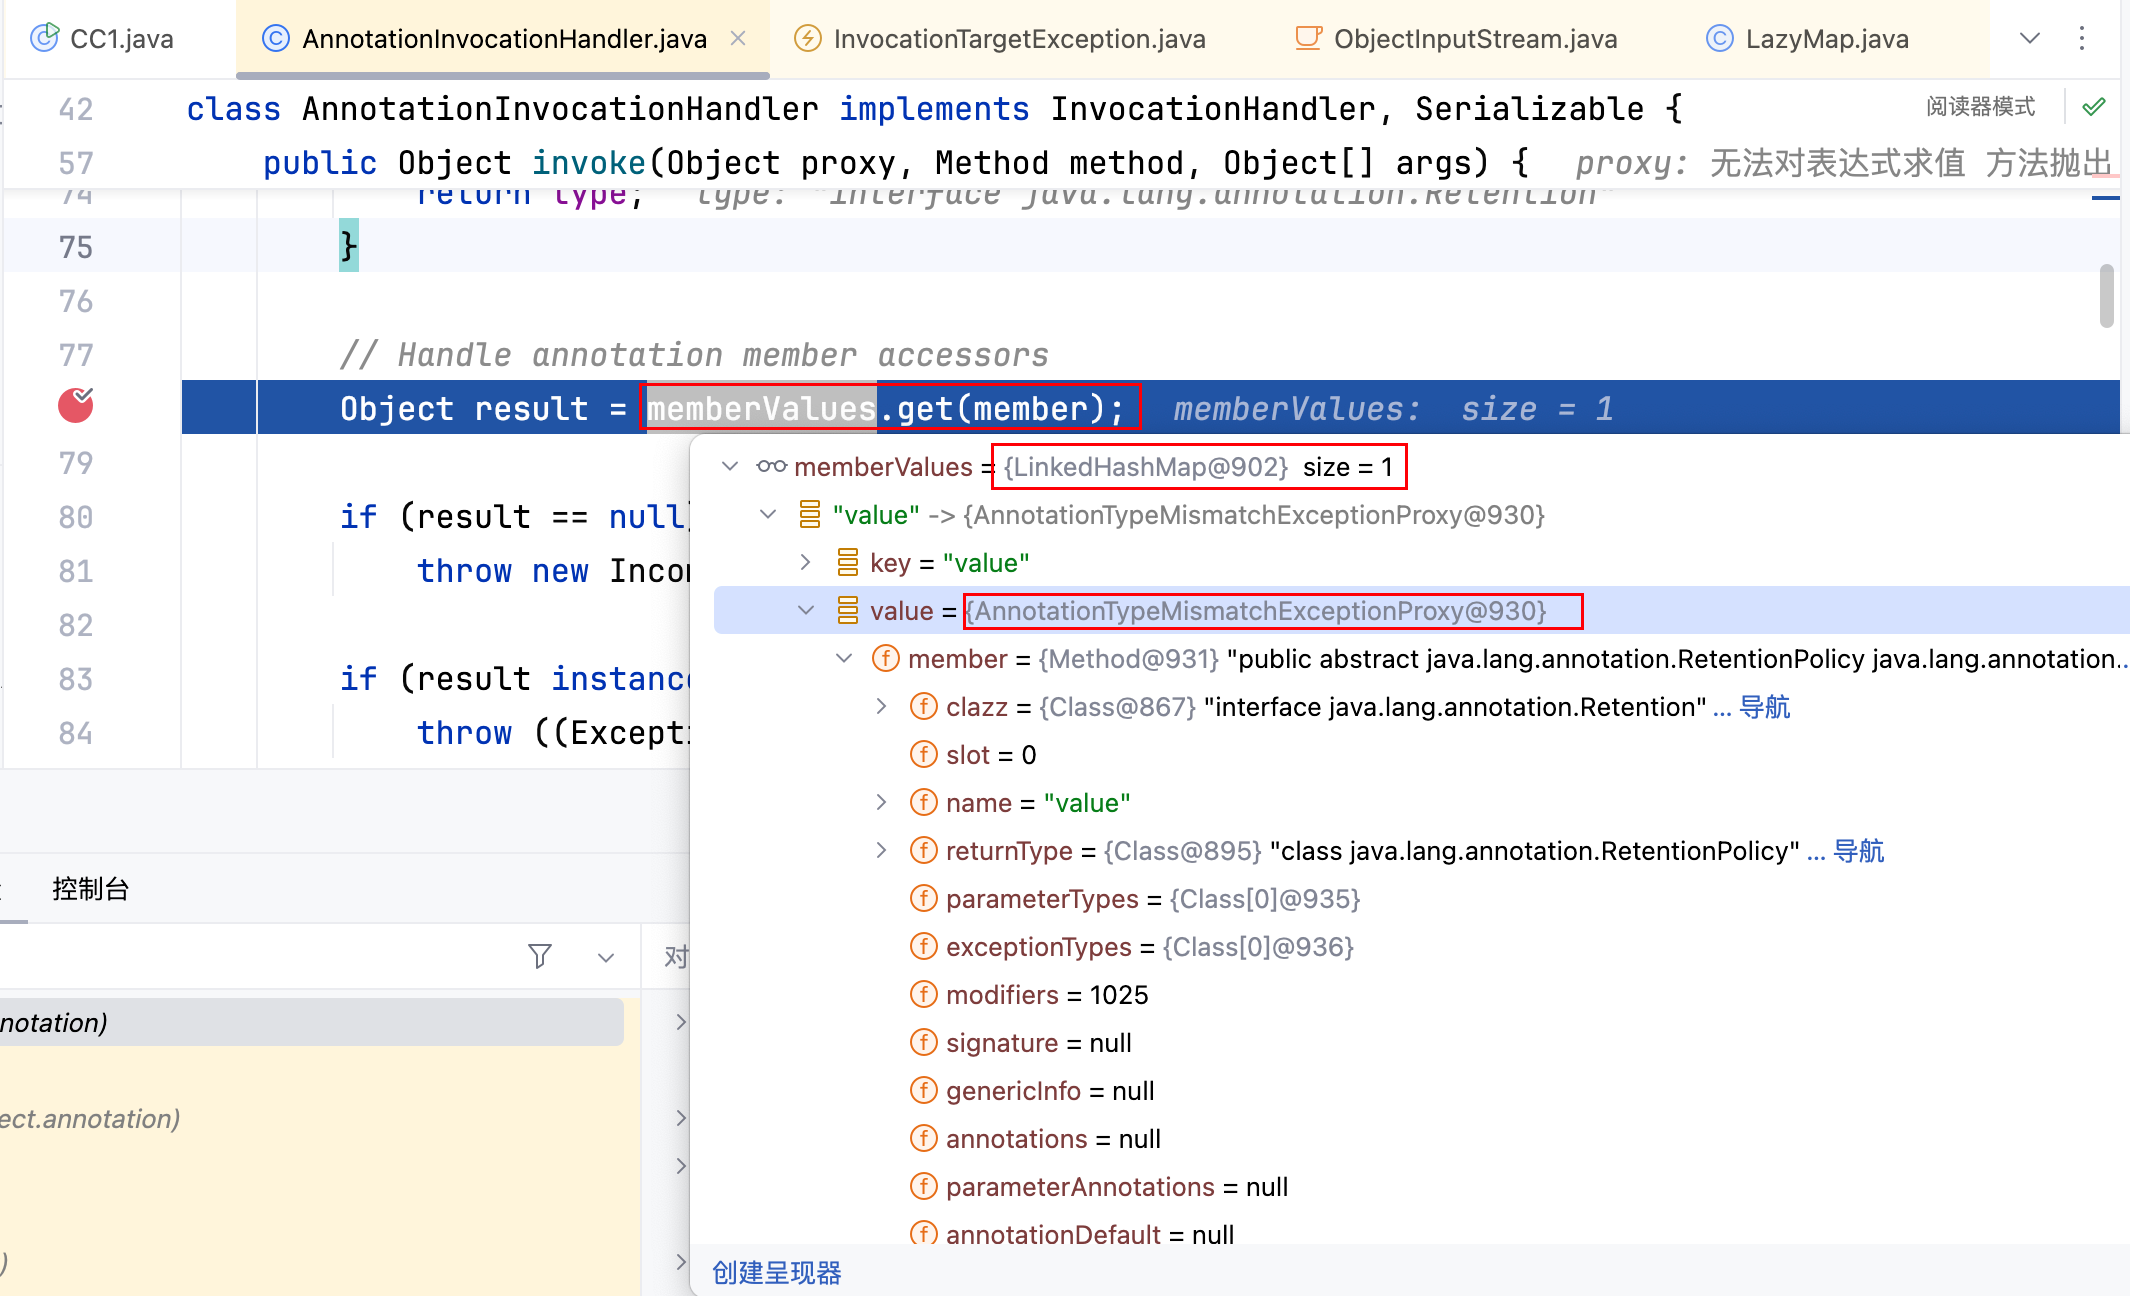 CC1.java AnnotationInvocationHandler.java InvocationTargetException.java ObjectInputStream.java LazyMap.java
42 class AnnotationInvocationHandler implements InvocationHandler, Serializable { 阅读器模式
57 public Object invoke(Object proxy, Method method, Object[] args) { proxy: 无法对表达式求值 方法抛出
74 return type; type: "interface java.lang.annotation.Retention"
75 }
76
77 // Handle annotation member accessors
Object result = memberValues.get(member); memberValues: size = 1
79
80 if (result == null)
81 throw new Incom
82
83 if (result instanc
84 throw ((Excepti
memberValues = {LinkedHashMap@902} size = 1
"value" -> {AnnotationTypeMismatchExceptionProxy@930}
key = "value"
value = {AnnotationTypeMismatchExceptionProxy@930}
member = {Method@931} "public abstract java.lang.annotation.RetentionPolicy java.lang.annotation...
clazz = {Class@867} "interface java.lang.annotation.Retention" ... 导航
slot = 0
name = "value"
returnType = {Class@895} "class java.lang.annotation.RetentionPolicy" ... 导航
parameterTypes = {Class[0]@935}
exceptionTypes = {Class[0]@936}
modifiers = 1025
signature = null
genericInfo = null
annotations = null
parameterAnnotations = null
annotationDefault = null
创建呈现器
控制台
对
notation)
ect.annotation)
)